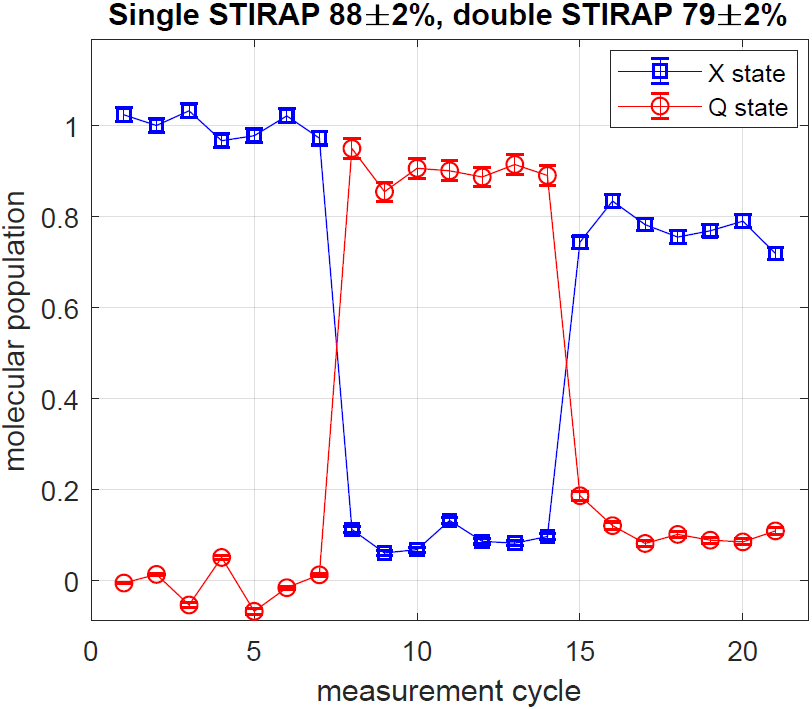 Single STIRAP 88±2%, double STIRAP 79±2%
X state
Q state
molecular population
1
0.8
0.6
0.4
0.2
0
0 5 10 15 20
measurement cycle